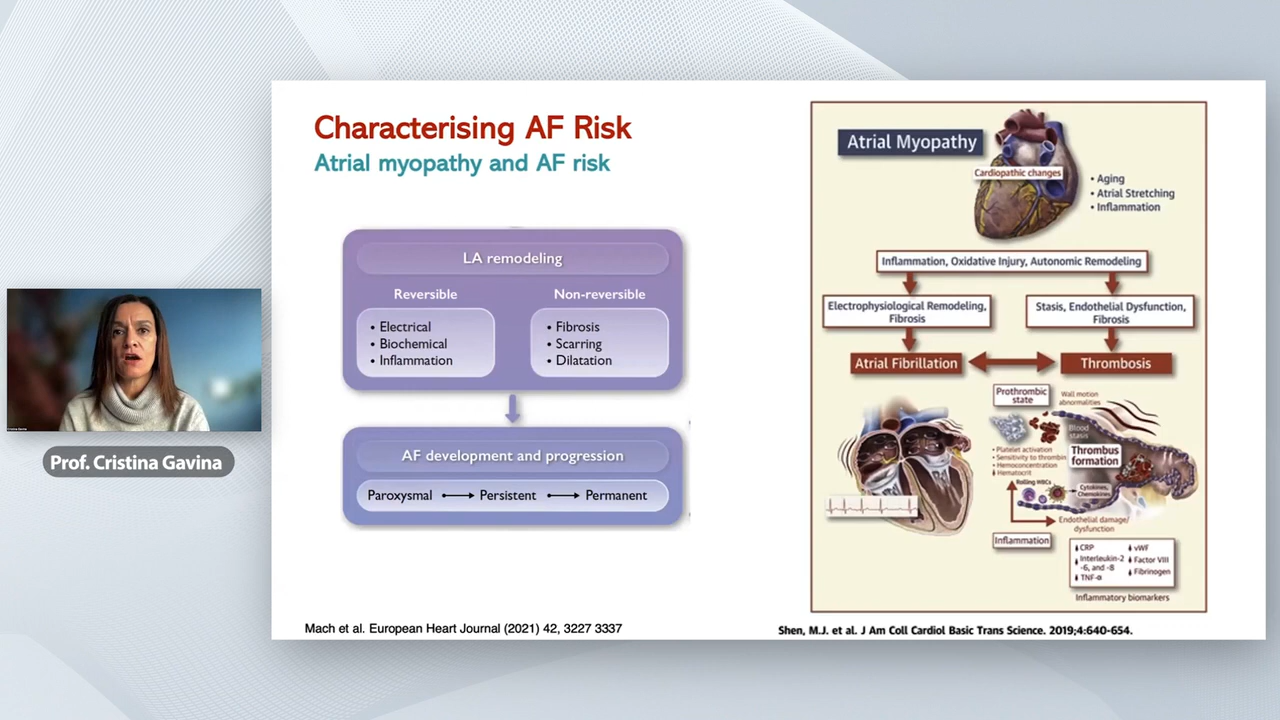 Characterising AF Risk
Atrial myopathy and AF risk
LA remodeling
Reversible
Non-reversible
• Electrical
• Biochemical
• Inflammation
• Fibrosis
• Scarring
• Dilatation
AF development and progression
Paroxysmal
Persistent
Permanent
Mach et al. European Heart Journal (2021) 42, 3227 3337
Prof. Cristina Gavina
Atrial Myopathy
Cardiopathic changes
• Aging
• Atrial Stretching
• Inflammation
Inflammation, Oxidative Injury, Autonomic Remodeling
Electrophysiological Remodeling,
Fibrosis
Stasis, Endothelial Dysfunction,
Fibrosis
Atrial Fibrillation
Thrombosis
Prothrombic
state
Wall motion
abnormalities
Blood
stasis
• Platelet activation
• Sensitivity to thrombin
• Hemoconcentration
Hematocrit
Thrombus
formation
Rolling WBCs
Cytokines,
Chemokines
Endothelial damage/
dysfunction
Inflammation
CRP
Interleukin-2
-6, and -8
TNF-α
vWF
Factor VIII
Fibrinogen
Inflammatory biomarkers
Shen, M.J. et al. J Am Coll Cardiol Basic Trans Science. 2019;4:640-654.